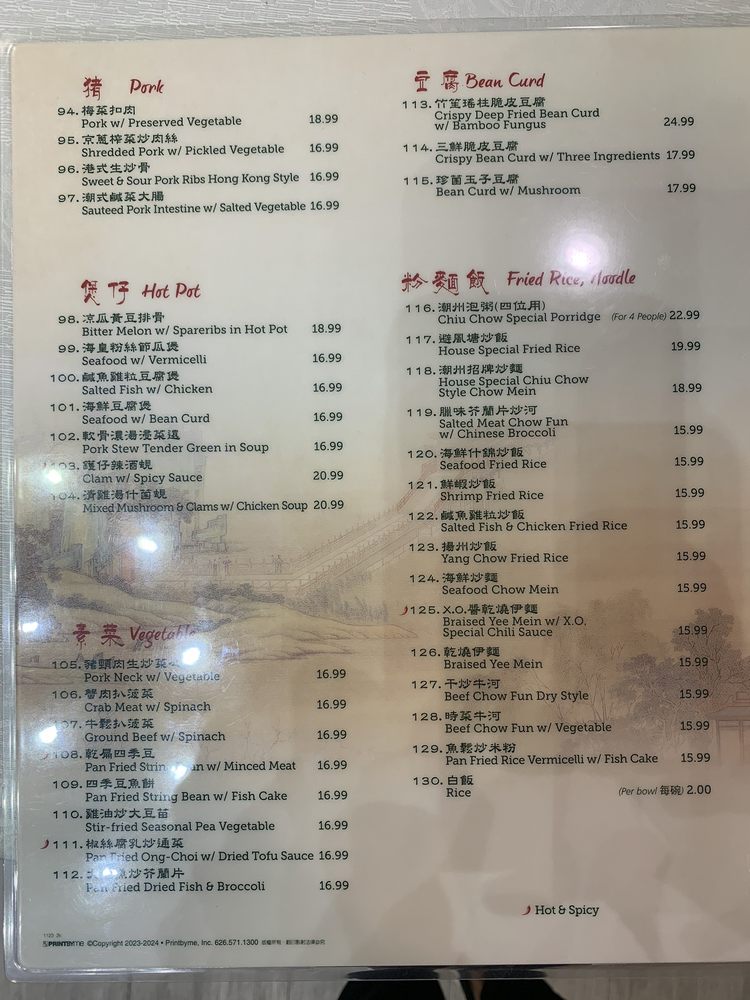 猪 Pork
94. 梅菜扣肉
Pork w/ Preserved Vegetable 18.99
95. 京蔥榨菜炒肉絲
Shredded Pork w/ Pickled Vegetable 16.99
96. 港式生炒骨
Sweet & Sour Pork Ribs Hong Kong Style 16.99
97. 潮式鹹菜大腸
Sauteed Pork Intestine w/ Salted Vegetable 16.99
煲仔 Hot Pot
98. 凉瓜黃豆排骨
Bitter Melon w/ Spareribs in Hot Pot 18.99
99. 海皇粉絲節瓜煲
Seafood w/ Vermicelli 16.99
100. 鹹魚雞粒豆腐煲
Salted Fish w/ Chicken 16.99
101. 海鮮豆腐煲
Seafood w/ Bean Curd 16.99
102. 軟骨濃湯浸菜遠
Pork Stew Tender Green in Soup 16.99
103. 仔辣酒蜆
Clam w/ Spicy Sauce 20.99
104. 清雞湯什菌蜆
Mixed Mushroom & Clams w/ Chicken Soup 20.99
素菜 Vegetable
105. 豬頸肉生炒菜
Pork Neck w/ Vegetable 16.99
106. 蟹肉扒菠菜
Crab Meat w/ Spinach 16.99
107. 牛鬆扒菠菜
Ground Beef w/ Spinach 16.99
108. 乾扁四季豆
Pan Fried String Bean w/ Minced Meat 16.99
109. 四季豆魚餅
Pan Fried String Bean w/ Fish Cake 16.99
110. 雞油炒大豆苗
Stir-fried Seasonal Pea Vegetable 16.99
111. 椒絲腐乳炒通菜
Pan Fried Ong-Choi w/ Dried Tofu Sauce 16.99
112. 魚炒芥蘭片
Pan Fried Dried Fish & Broccoli 16.99
PRINTBYME ©Copyright 2023-2024 • Printbyme, Inc. 626.571.1300
豆腐 Bean Curd
113. 竹笙瑤柱脆皮豆腐
Crispy Deep Fried Bean Curd
w/ Bamboo Fungus 24.99
114. 三鮮脆皮豆腐
Crispy Bean Curd w/ Three Ingredients 17.99
115. 珍菌玉子豆腐
Bean Curd w/ Mushroom 17.99
粉麵飯 Fried Rice, Noodle
116. 潮州泡粥(四位用)
Chiu Chow Special Porridge (For 4 People) 22.99
117. 避風塘炒飯
House Special Fried Rice 19.99
118. 潮州招牌炒麵
House Special Chiu Chow
Style Chow Mein 18.99
119. 臘味芥蘭片炒河
Salted Meat Chow Fun
w/ Chinese Broccoli 15.99
120. 海鮮什錦炒飯
Seafood Fried Rice 15.99
121. 鮮蝦炒飯
Shrimp Fried Rice 15.99
122. 鹹魚雞粒炒飯
Salted Fish & Chicken Fried Rice 15.99
123. 揚州炒飯
Yang Chow Fried Rice 15.99
124. 海鮮炒麵
Seafood Chow Mein 15.99
125. X.O.醬乾燒伊麵
Braised Yee Mein w/ X.O.
Special Chili Sauce 15.99
126. 乾燒伊麵
Braised Yee Mein 15.99
127. 干炒牛河
Beef Chow Fun Dry Style 15.99
128. 時菜牛河
Beef Chow Fun w/ Vegetable 15.99
129. 魚鬆炒米粉
Pan Fried Rice Vermicelli w/ Fish Cake 15.99
130. 白飯
Rice (Per bowl 每碗) 2.00
Hot & Spicy